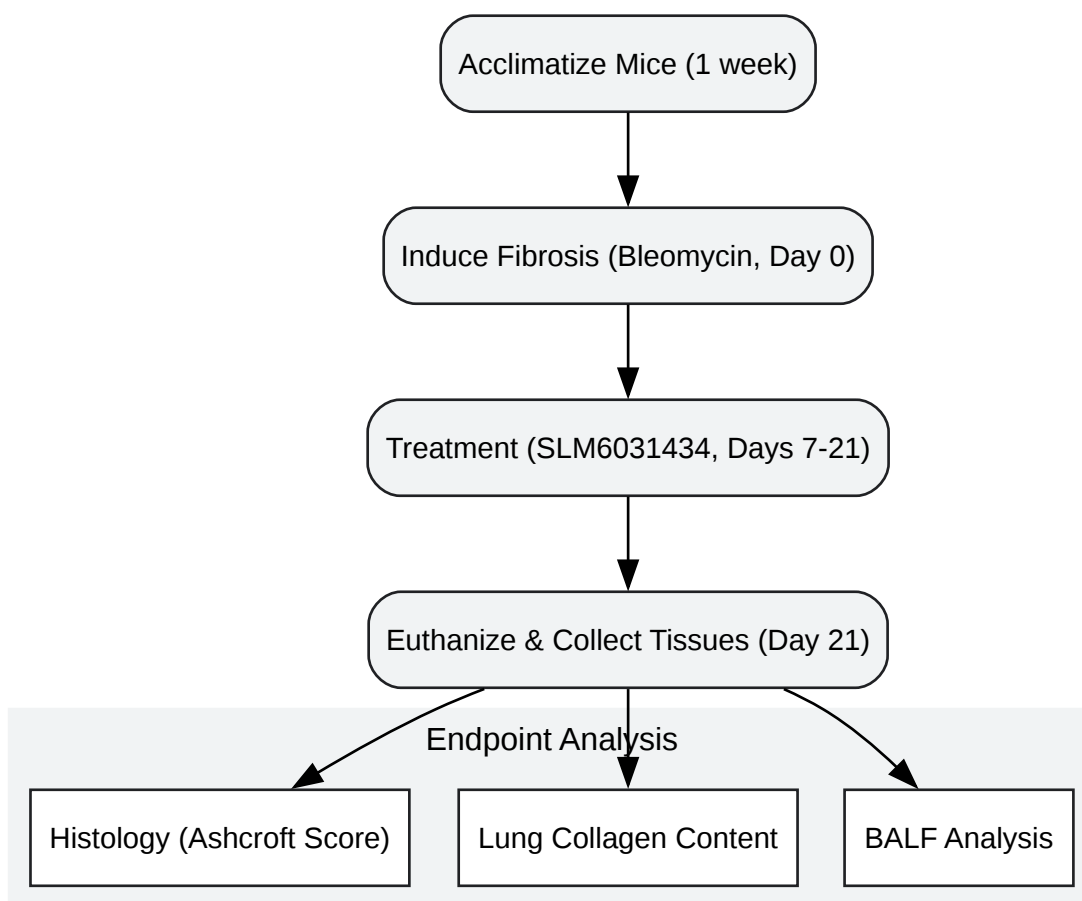 Acclimatize Mice (1 week)
Induce Fibrosis (Bleomycin, Day 0)
Treatment (SLM6031434, Days 7-21)
Euthanize & Collect Tissues (Day 21)
Endpoint Analysis
Histology (Ashcroft Score)
Lung Collagen Content
BALF Analysis